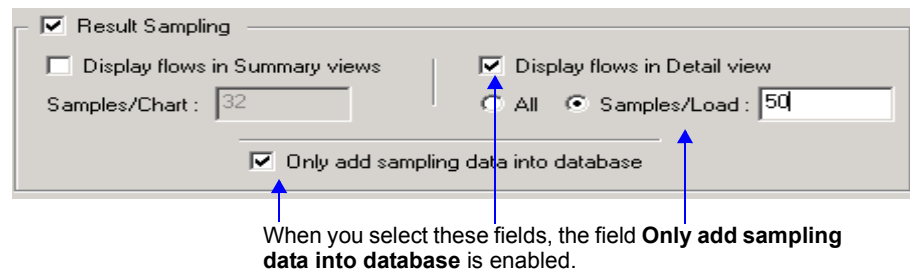 Result Sampling
Display flows in Summary views
Display flows in Detail view
Samples/Chart : 32
All Samples/Load : 50
Only add sampling data into database
When you select these fields, the field Only add sampling
data into database is enabled.